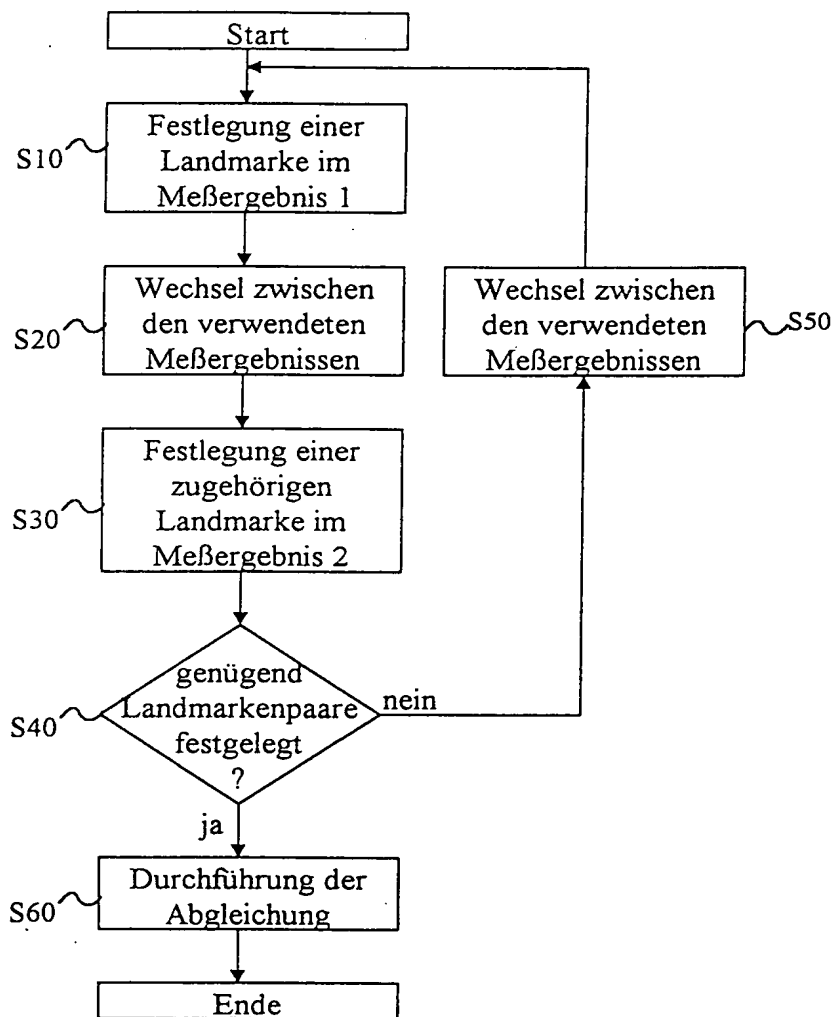 Start
S10
Festlegung einer
Landmarke im
Meßergebnis 1
S20
Wechsel zwischen
den verwendeten
Meßergebnissen
Wechsel zwischen
den verwendeten
Meßergebnissen
S50
S30
Festlegung einer
zugehörigen
Landmarke im
Meßergebnis 2
S40
genügend
Landmarkenpaare
festgelegt
?
nein
ja
S60
Durchführung der
Abgleichung
Ende